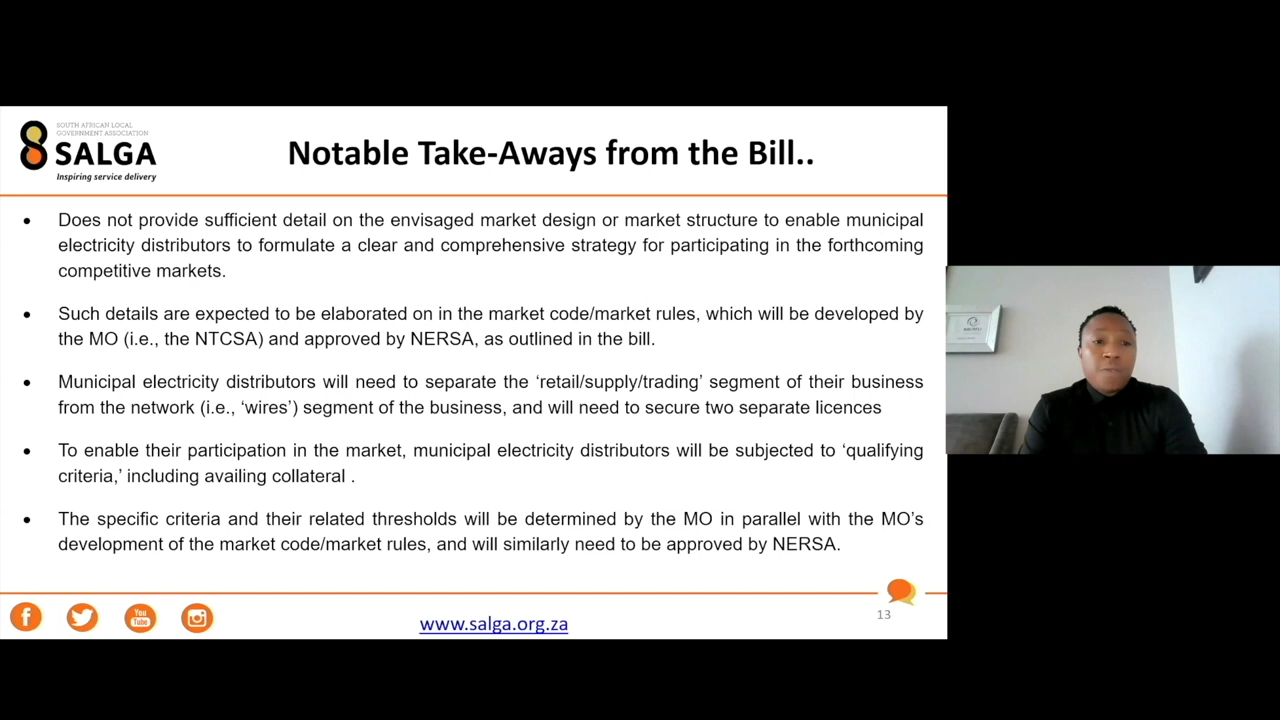 SOUTH AFRICAN LOCAL
GOVERNMENT ASSOCIATION
SALGA
Inspiring service delivery
Notable Take-Aways from the Bill..
• Does not provide sufficient detail on the envisaged market design or market structure to enable municipal
electricity distributors to formulate a clear and comprehensive strategy for participating in the forthcoming
competitive markets.
• Such details are expected to be elaborated on in the market code/market rules, which will be developed by
the MO (i.e., the NTCSA) and approved by NERSA, as outlined in the bill.
• Municipal electricity distributors will need to separate the ‘retail/supply/trading’ segment of their business
from the network (i.e., ‘wires’) segment of the business, and will need to secure two separate licences
• To enable their participation in the market, municipal electricity distributors will be subjected to ‘qualifying
criteria,’ including availing collateral .
• The specific criteria and their related thresholds will be determined by the MO in parallel with the MO’s
development of the market code/market rules, and will similarly need to be approved by NERSA.
You
Tube
www.salga.org.za
13